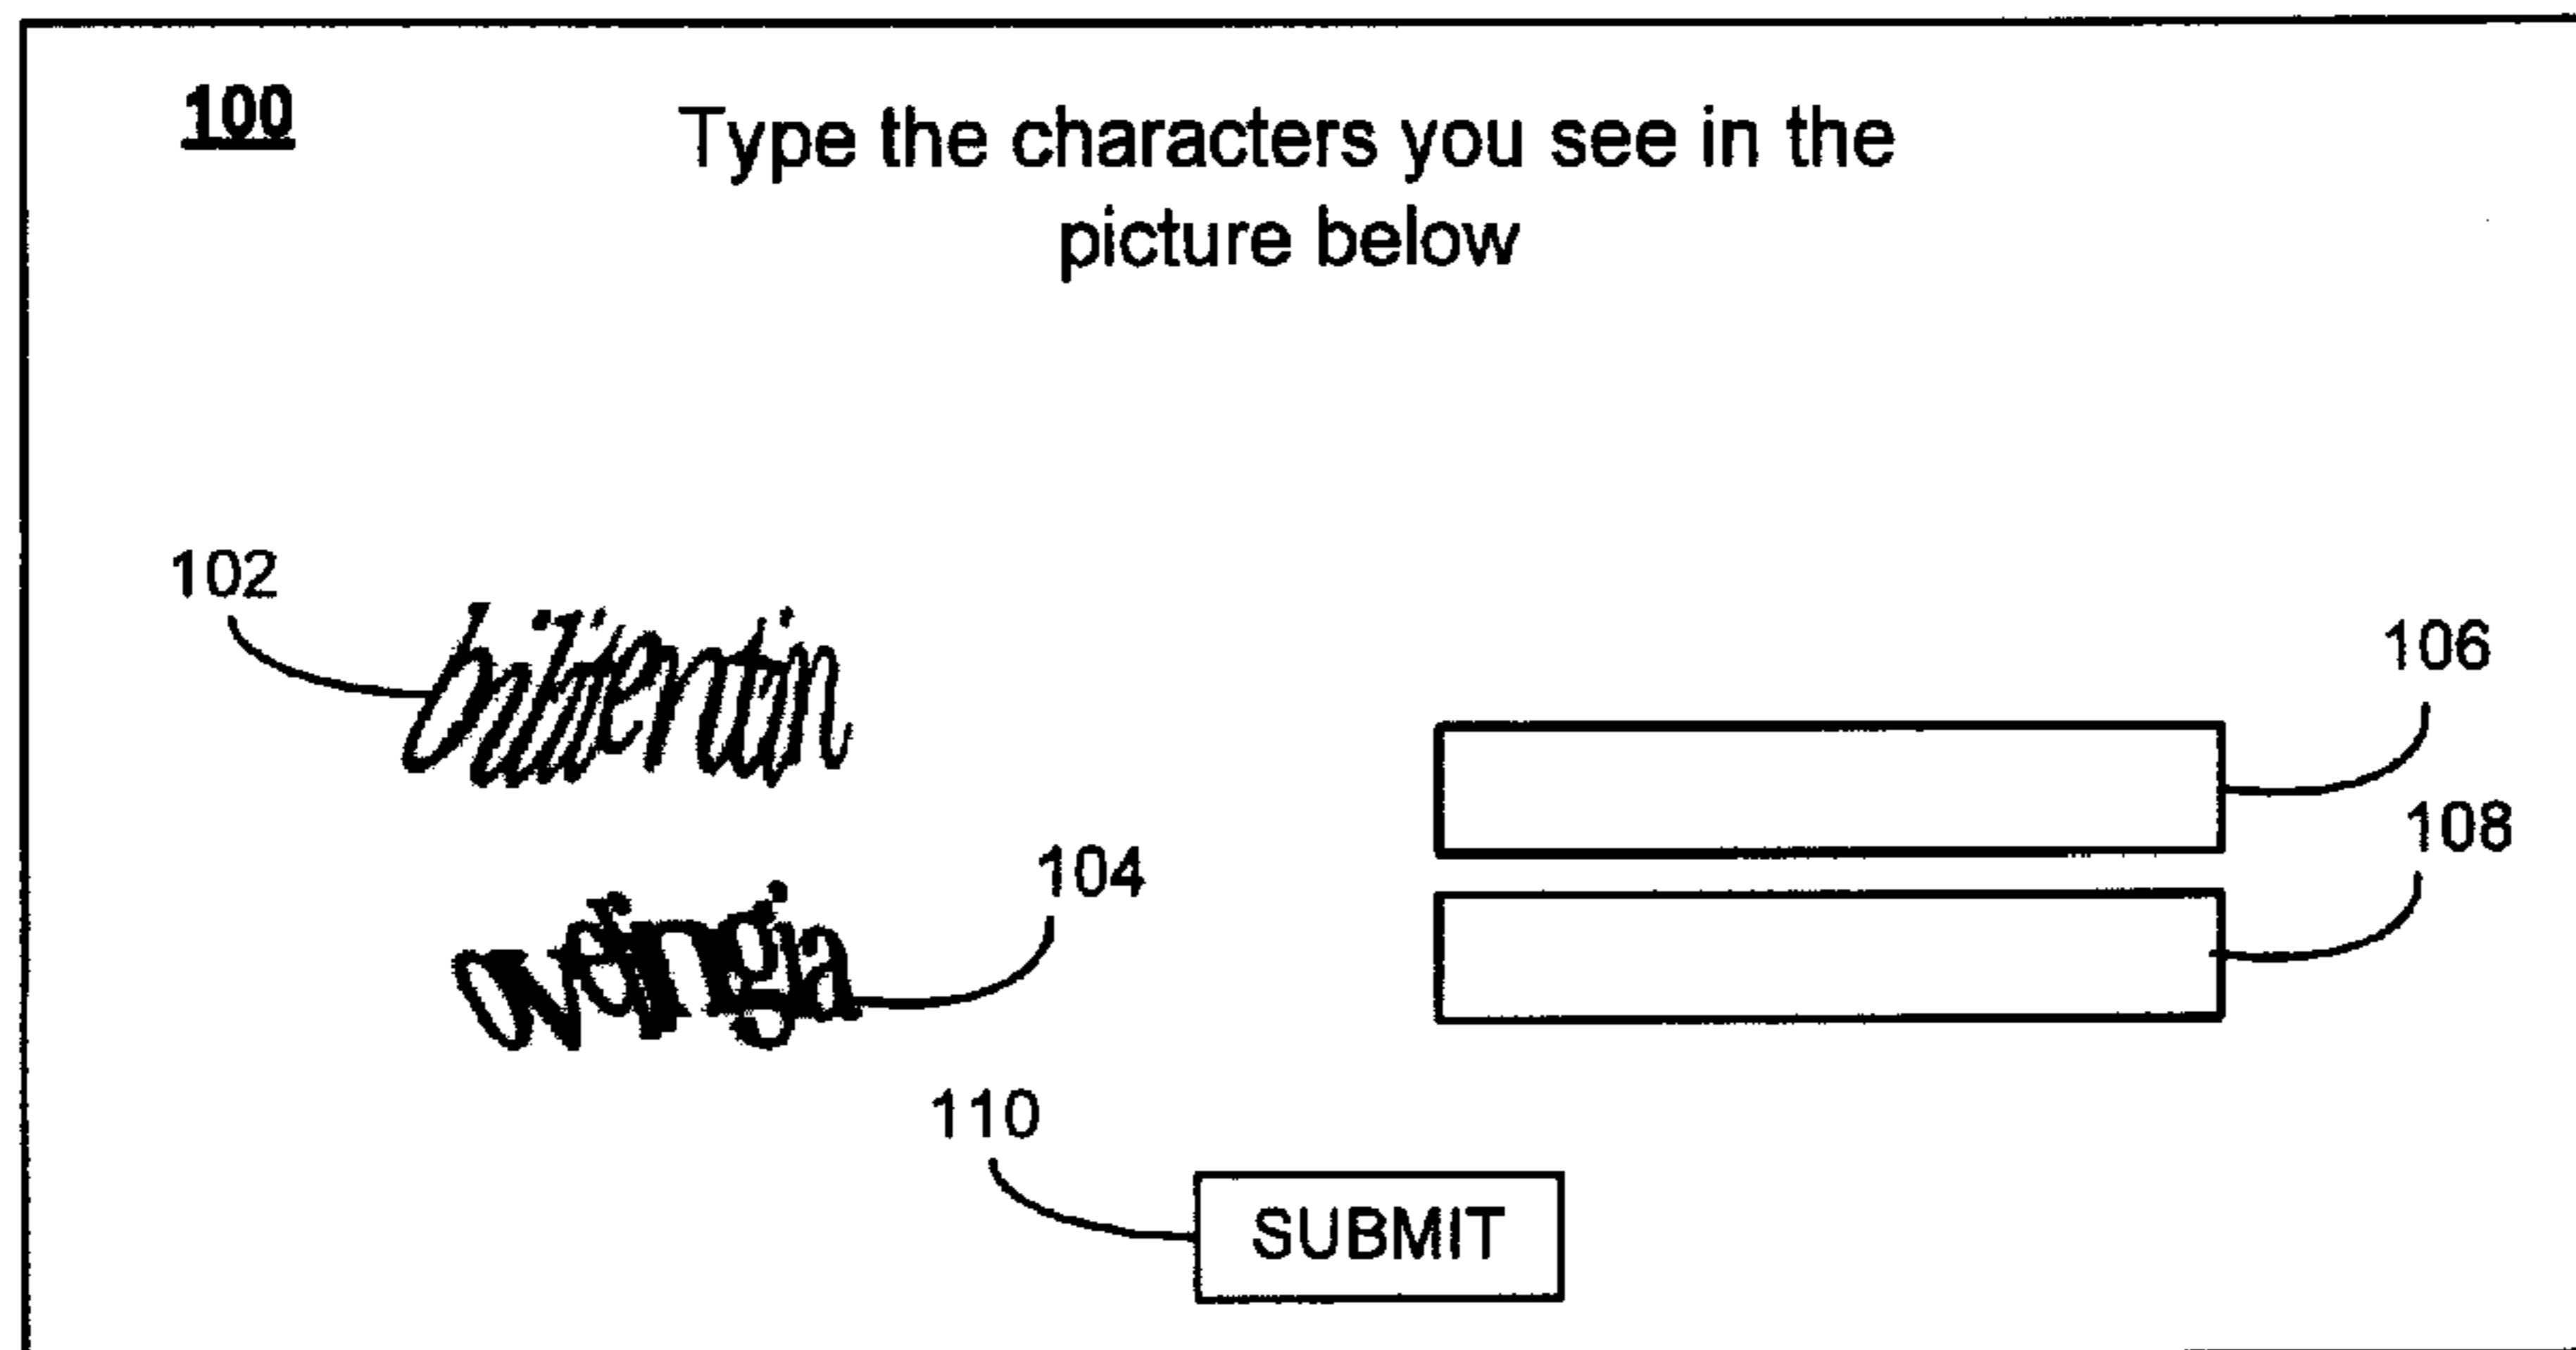 100
Type the characters you see in the
picture below
102
106
108
104
110
SUBMIT